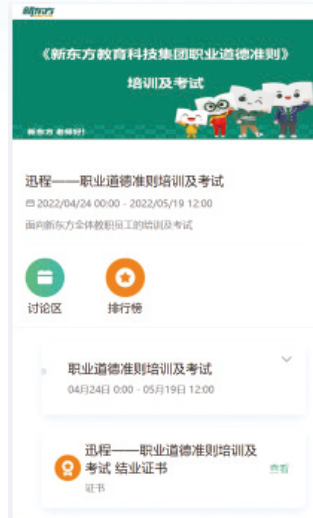 新东方
《新东方教育科技集团职业道德准则》
培训及考试
新东方 老师好!
迅程——职业道德准则培训及考试
2022/04/24 00:00 - 2022/05/19 12:00
面向新东方全体教职员工的培训及考试
讨论区
排行榜
职业道德准则培训及考试
04月24日 0:00 - 05月19日 12:00
迅程——职业道德准则培训及
考试 结业证书
查看
证书